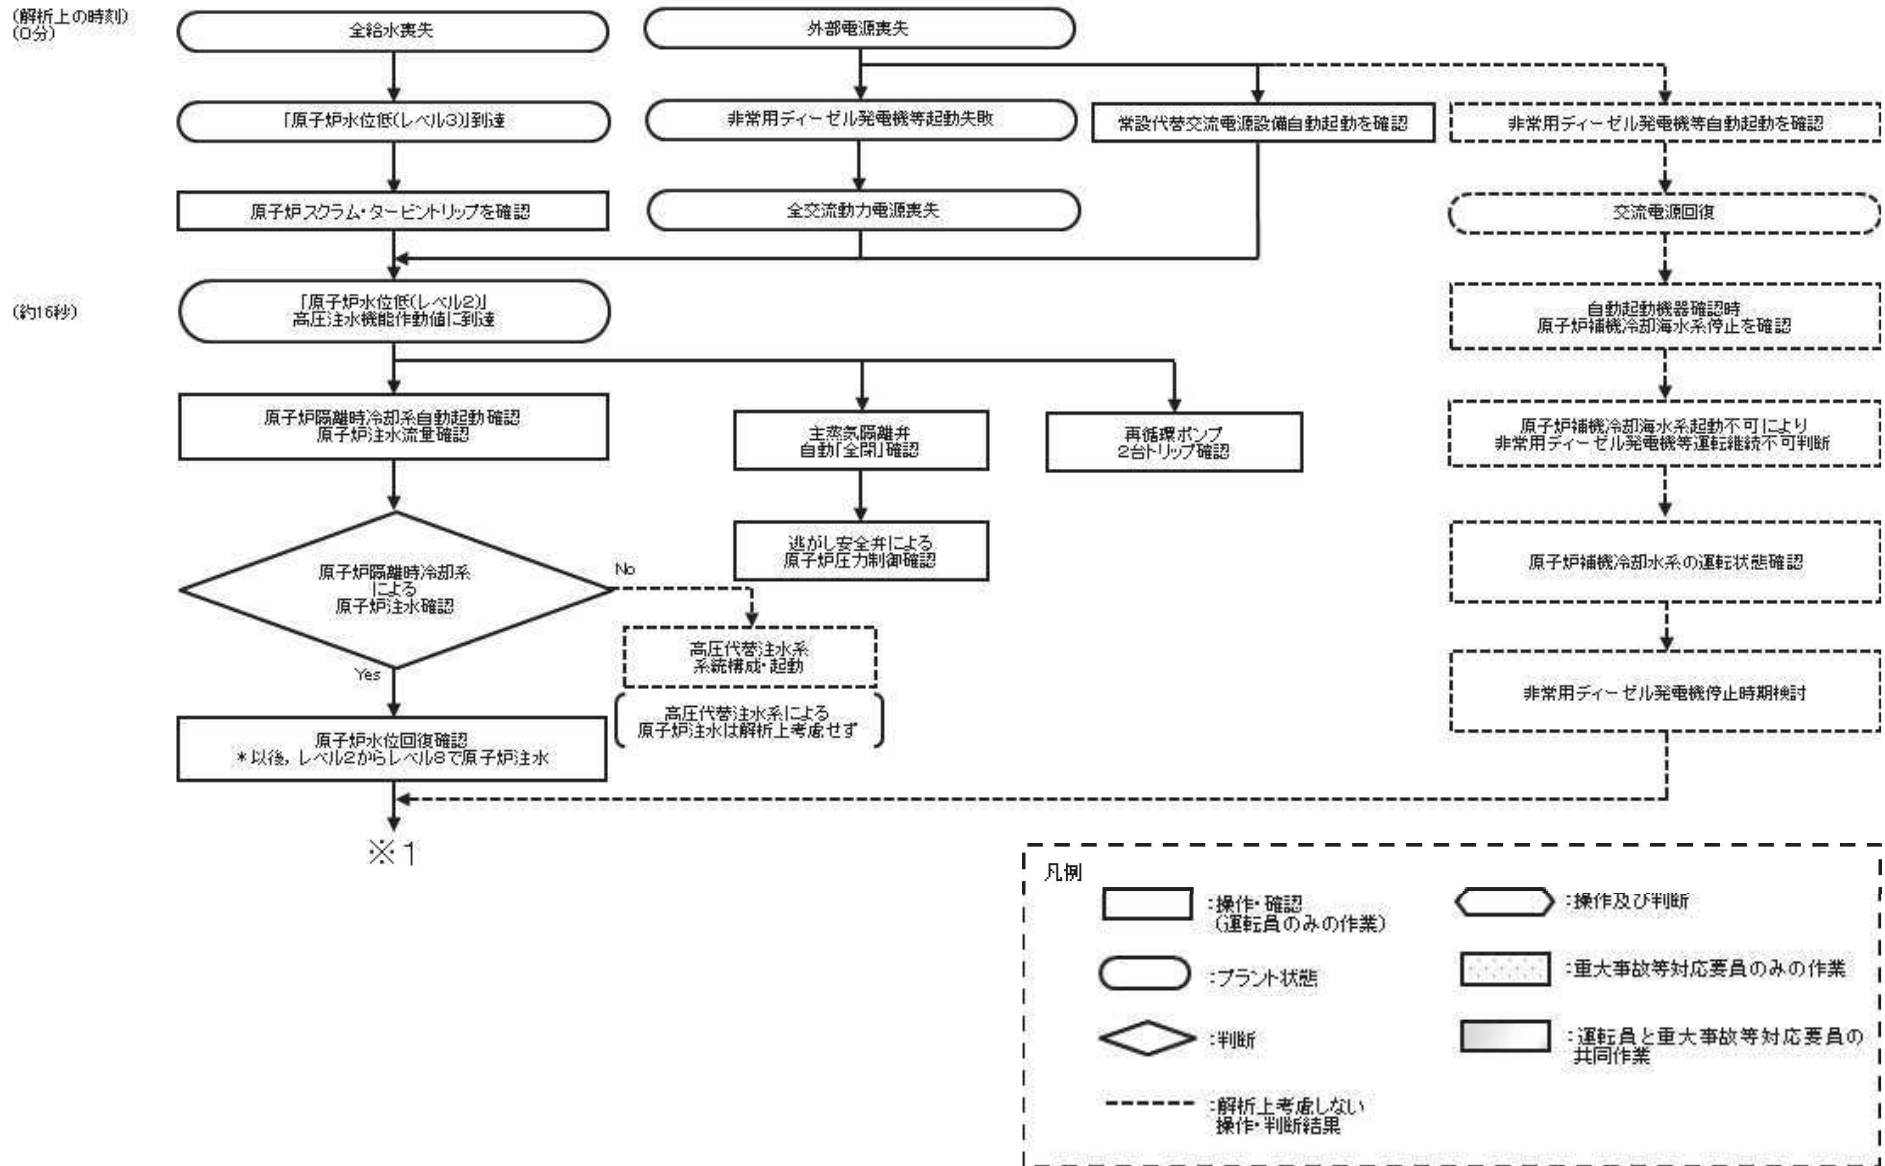 (解析上の時刻)
(0分)
全給水喪失
外部電源喪失
「原子炉水位低(レベル3)」到達
非常用ディーゼル発電機等起動失敗
常設代替交流電源設備自動起動を確認
非常用ディーゼル発電機等自動起動を確認
原子炉スクラム・タービントリップを確認
全交流動力電源喪失
交流電源回復
(約16秒)
「原子炉水位低(レベル2)」
高圧注水機能作動値に到達
自動起動機器確認時
原子炉補機冷却海水系停止を確認
原子炉隔離時冷却系自動起動確認
原子炉注水流量確認
主蒸気隔離弁
自動「全閉」確認
再循環ポンプ
2台トリップ確認
原子炉補機冷却海水系起動不可により
非常用ディーゼル発電機等運転継続不可判断
逃がし安全弁による
原子炉圧力制御確認
原子炉補機冷却水系の運転状態確認
原子炉隔離時冷却系
による
原子炉注水確認
No
Yes
高圧代替注水系
系統構成・起動
高圧代替注水系による
原子炉注水は解析上考慮せず
非常用ディーゼル発電機停止時期検討
原子炉水位回復確認
*以後，レベル2からレベル8で原子炉注水
※1
凡例
:操作・確認
(運転員のみの作業)
:操作及び判断
:プラント状態
:重大事故等対応要員のみの作業
:判断
:運転員と重大事故等対応要員の
共同作業
:解析上考慮しない
操作・判断結果